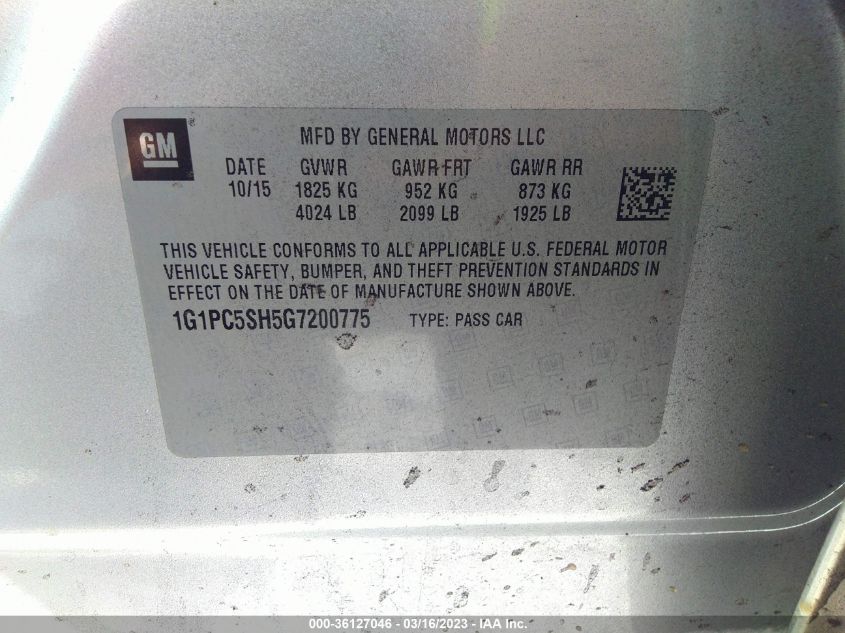 GM
MFD BY GENERAL MOTORS LLC
DATE GVWR GAWR FRT GAWR RR
10/15 1825 KG 952 KG 873 KG
4024 LB 2099 LB 1925 LB
THIS VEHICLE CONFORMS TO ALL APPLICABLE U.S. FEDERAL MOTOR
VEHICLE SAFETY, BUMPER, AND THEFT PREVENTION STANDARDS IN
EFFECT ON THE DATE OF MANUFACTURE SHOWN ABOVE.
1G1PC5SH5G7200775 TYPE: PASS CAR
000-36127046 - 03/16/2023 - IAA Inc.